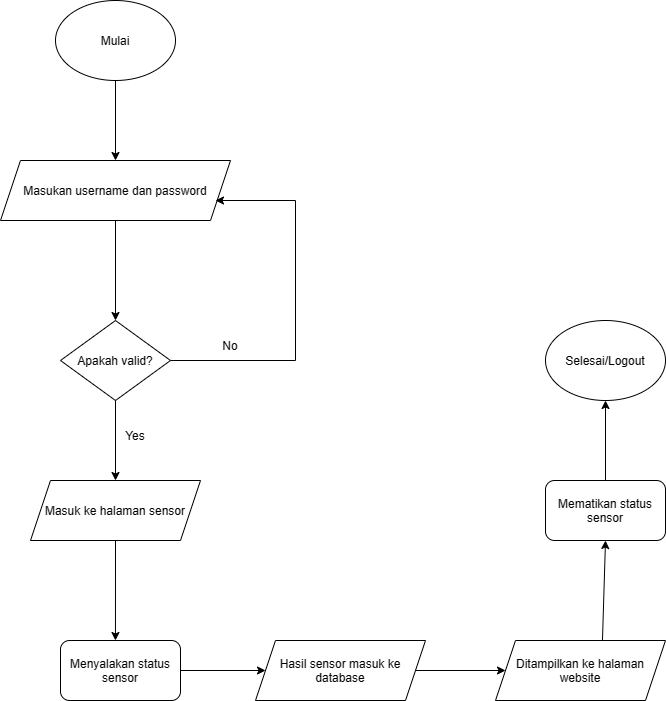 Mulai
Masukan username dan password
Apakah valid?
No
Yes
Masuk ke halaman sensor
Menyalakan status
sensor
Hasil sensor masuk ke
database
Ditampilkan ke halaman
website
Mematikan status
sensor
Selesai/Logout